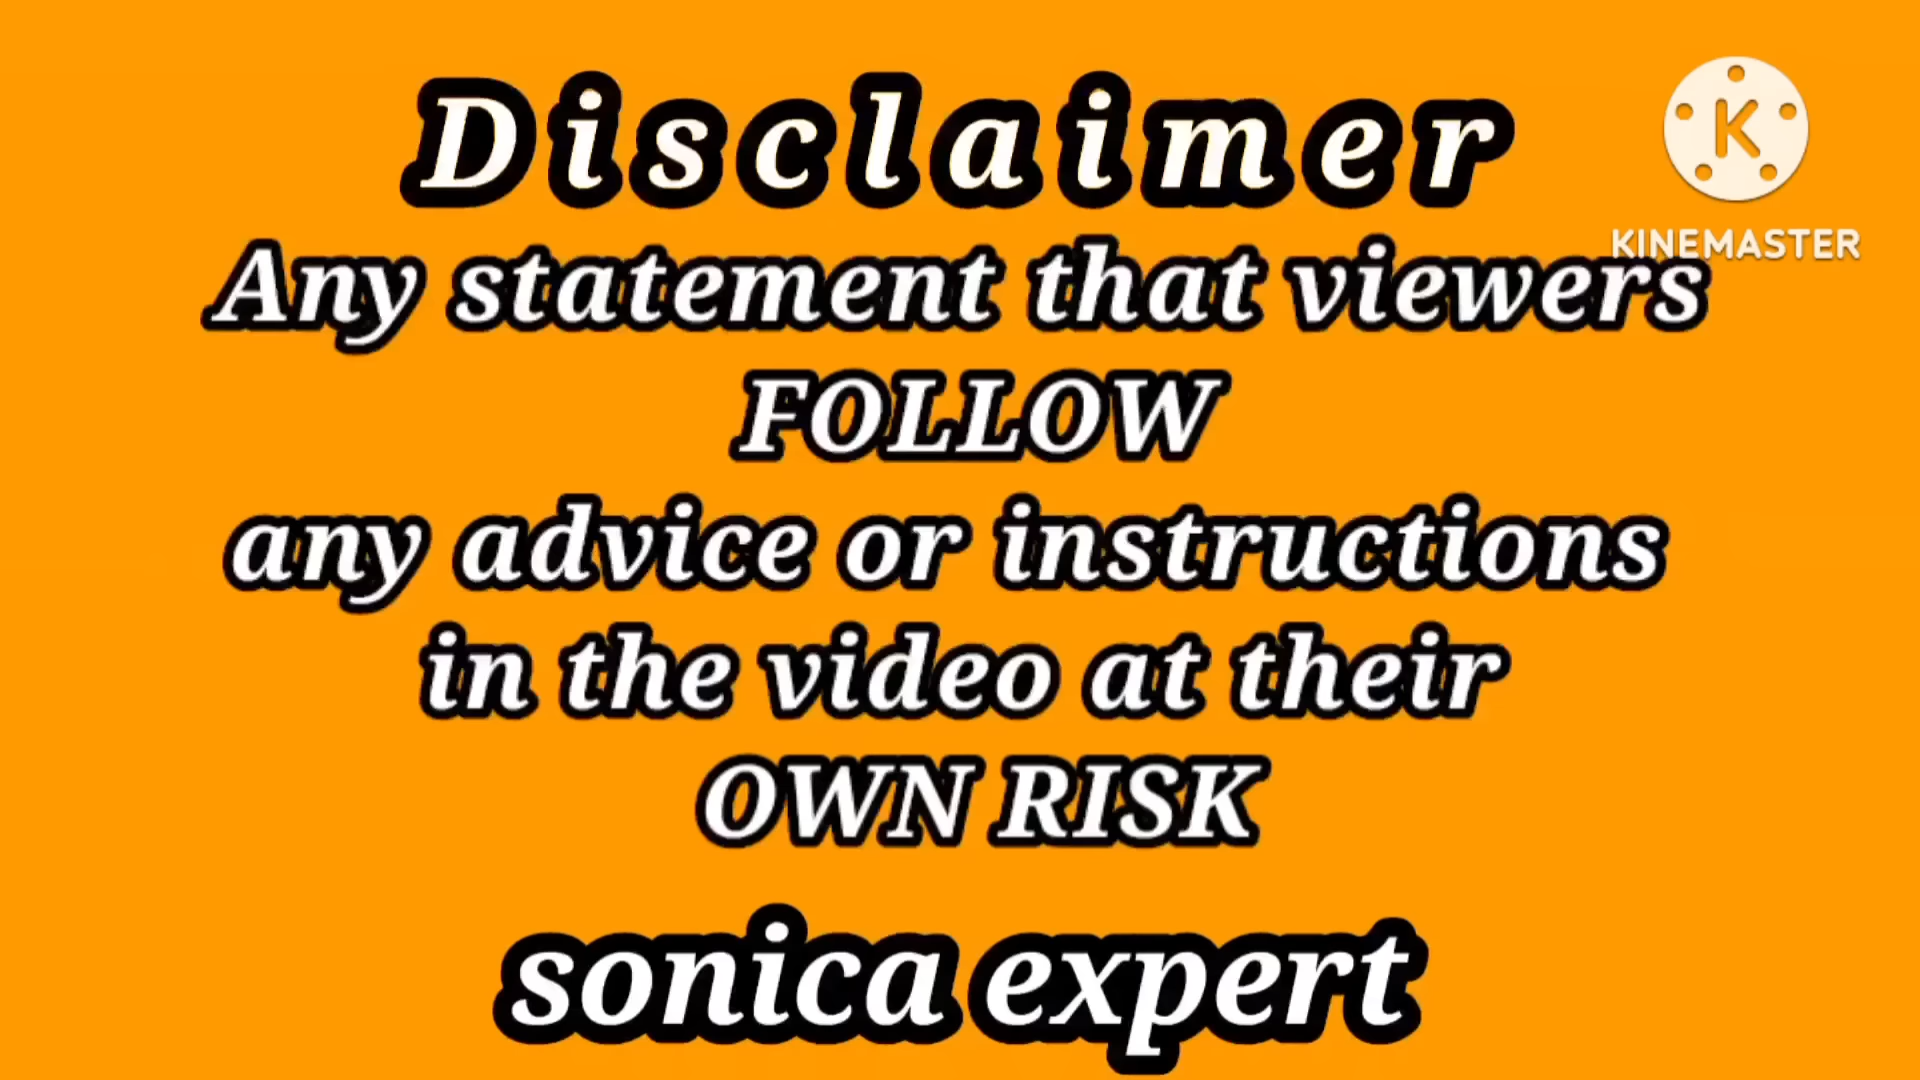 Disclaimer
K
KINEMASTER
Any statement that viewers
FOLLOW
any advice or instructions
in the video at their
OWN RISK
sonica expert